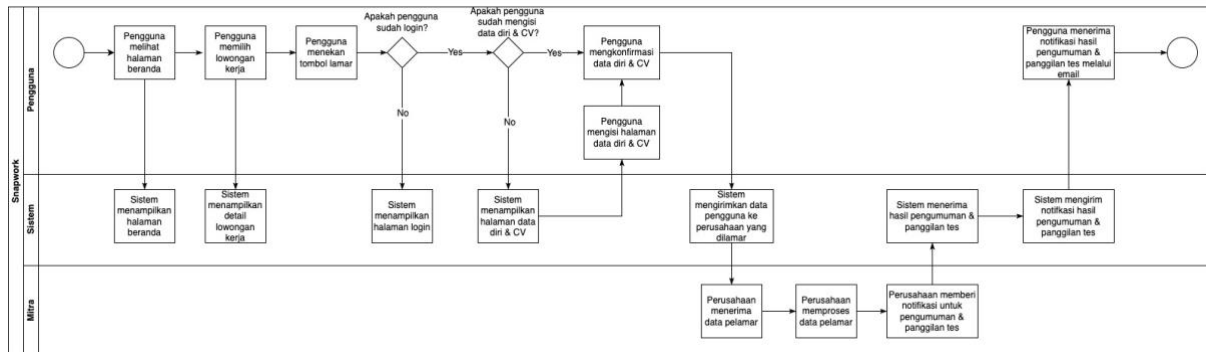 Snapwork
Pengguna
Pengguna
melihat
halaman
beranda
Pengguna
memilih
lowongan
kerja
Pengguna
menekan
tombol lamar
Apakah pengguna
sudah login?
Yes
No
Apakah pengguna
sudah mengisi
data diri & CV?
Yes
No
Pengguna
mengkonfirmasi
data diri & CV
Pengguna
mengisi halaman
data diri & CV
Pengguna menerima
notifikasi hasil
pengumuman &
panggilan tes melalui
email
Sistem
Sistem
menampilkan
halaman
beranda
Sistem
menampilkan
detail
lowongan
kerja
Sistem
menampilkan
halaman login
Sistem
menampilkan
halaman data
diri & CV
Sistem
mengirimkan data
pengguna ke
perusahaan yang
dilamar
Sistem menerima
hasil pengumuman &
panggilan tes
Sistem mengirim
notifkasi hasil
pengumuman &
panggilan tes
Mitra
Perusahaan
menerima
data pelamar
Perusahaan
memproses
data pelamar
Perusahaan memberi
notifikasi untuk
pengumuman &
panggilan tes